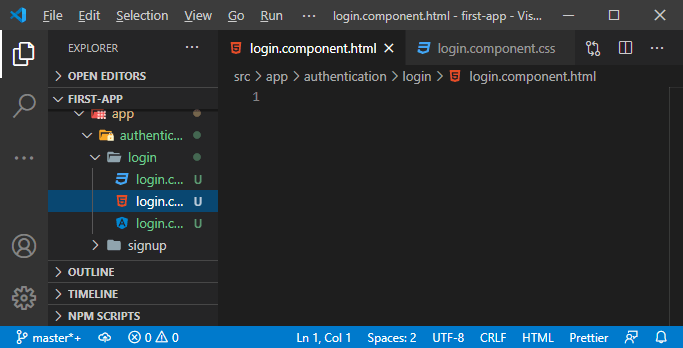 File Edit Selection View Go Run ··· login.component.html - first-app - Vis...
EXPLORER ···
OPEN EDITORS
FIRST-APP
app
authentic...
login
login.c... U
login.c... U
login.c... U
signup
OUTLINE
TIMELINE
NPM SCRIPTS
login.component.html login.component.css ···
src > app > authentication > login > login.component.html
1
master*+ 0 0 Ln 1, Col 1 Spaces: 2 UTF-8 CRLF HTML Prettier